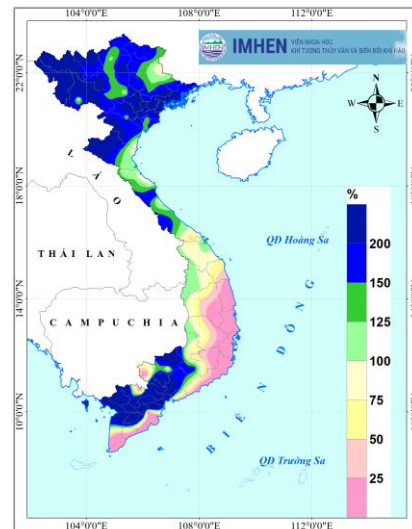 104°0'0"E 108°0'0"E 112°0'0"E
IMHEN
VIỆN KHOA HỌC
KHÍ TƯỢNG THỦY VĂN VÀ BIẾN ĐỔI KHÍ HẬU
22°0'0"N
N
W E
S
LÀO
18°0'0"N
%
200
150
125
100
75
50
25
QĐ Hoàng Sa
THÁI LAN
14°0'0"N
CAMPUCHIA
BIỂN ĐÔNG
10°0'0"N
QĐ Trường Sa
104°0'0"E 108°0'0"E 112°0'0"E